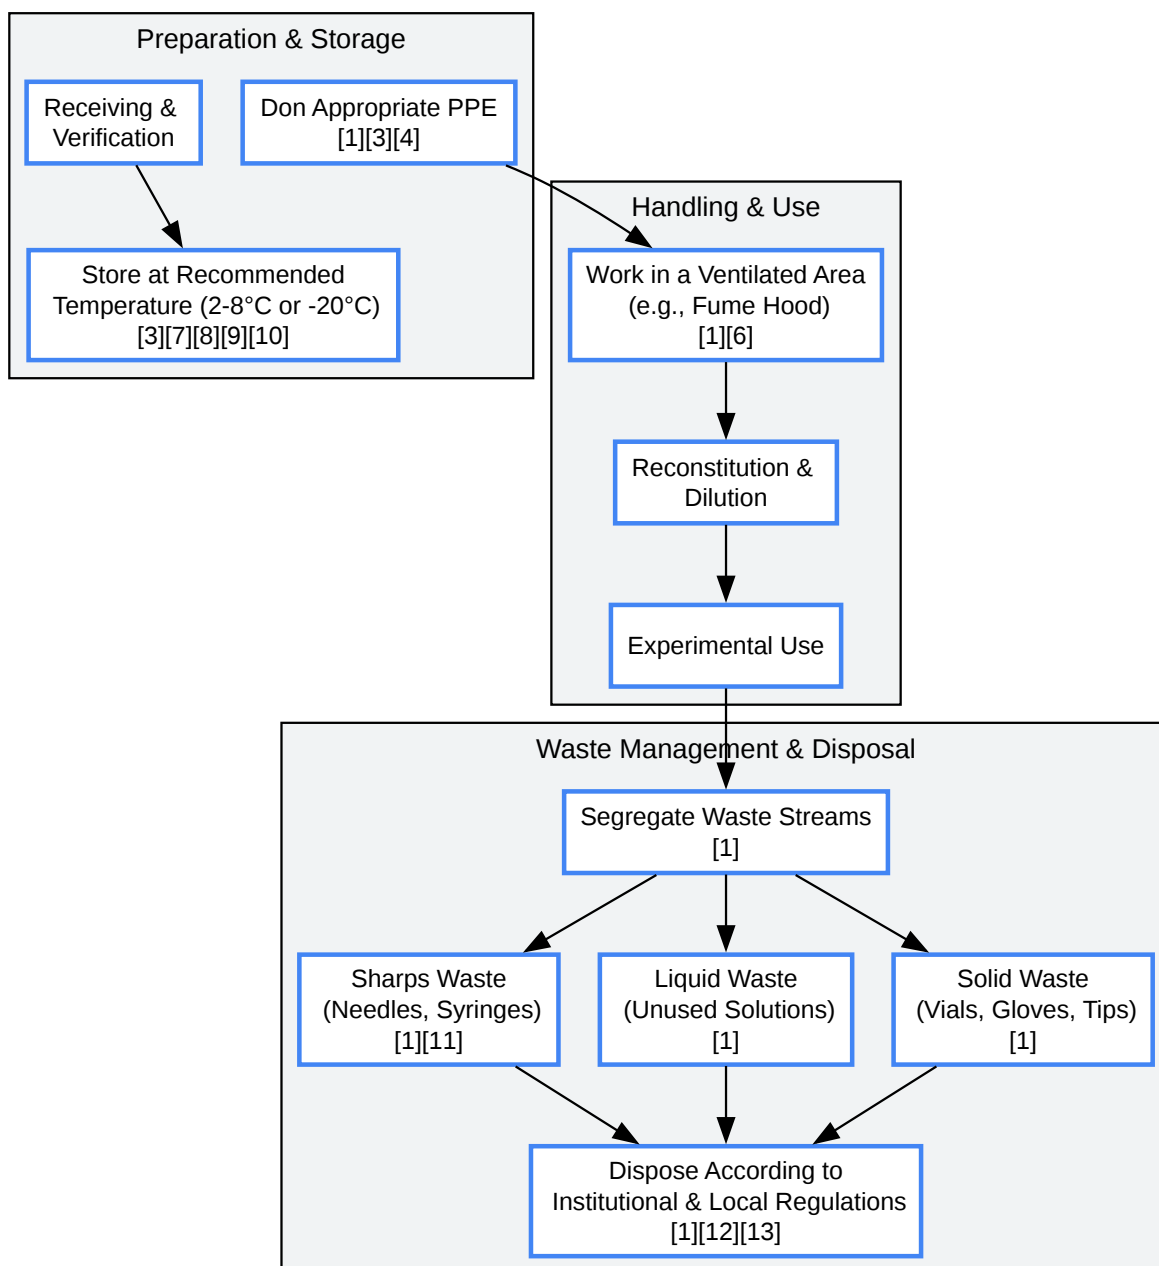 Preparation & Storage
Receiving &
Verification
Don Appropriate PPE
[1][3][4]
Store at Recommended
Temperature (2-8°C or -20°C)
[3][7][8][9][10]
Handling & Use
Work in a Ventilated Area
(e.g., Fume Hood)
[1][6]
Reconstitution &
Dilution
Experimental Use
Waste Management & Disposal
Segregate Waste Streams
[1]
Sharps Waste
(Needles, Syringes)
[1][11]
Liquid Waste
(Unused Solutions)
[1]
Solid Waste
(Vials, Gloves, Tips)
[1]
Dispose According to
Institutional & Local Regulations
[1][12][13]